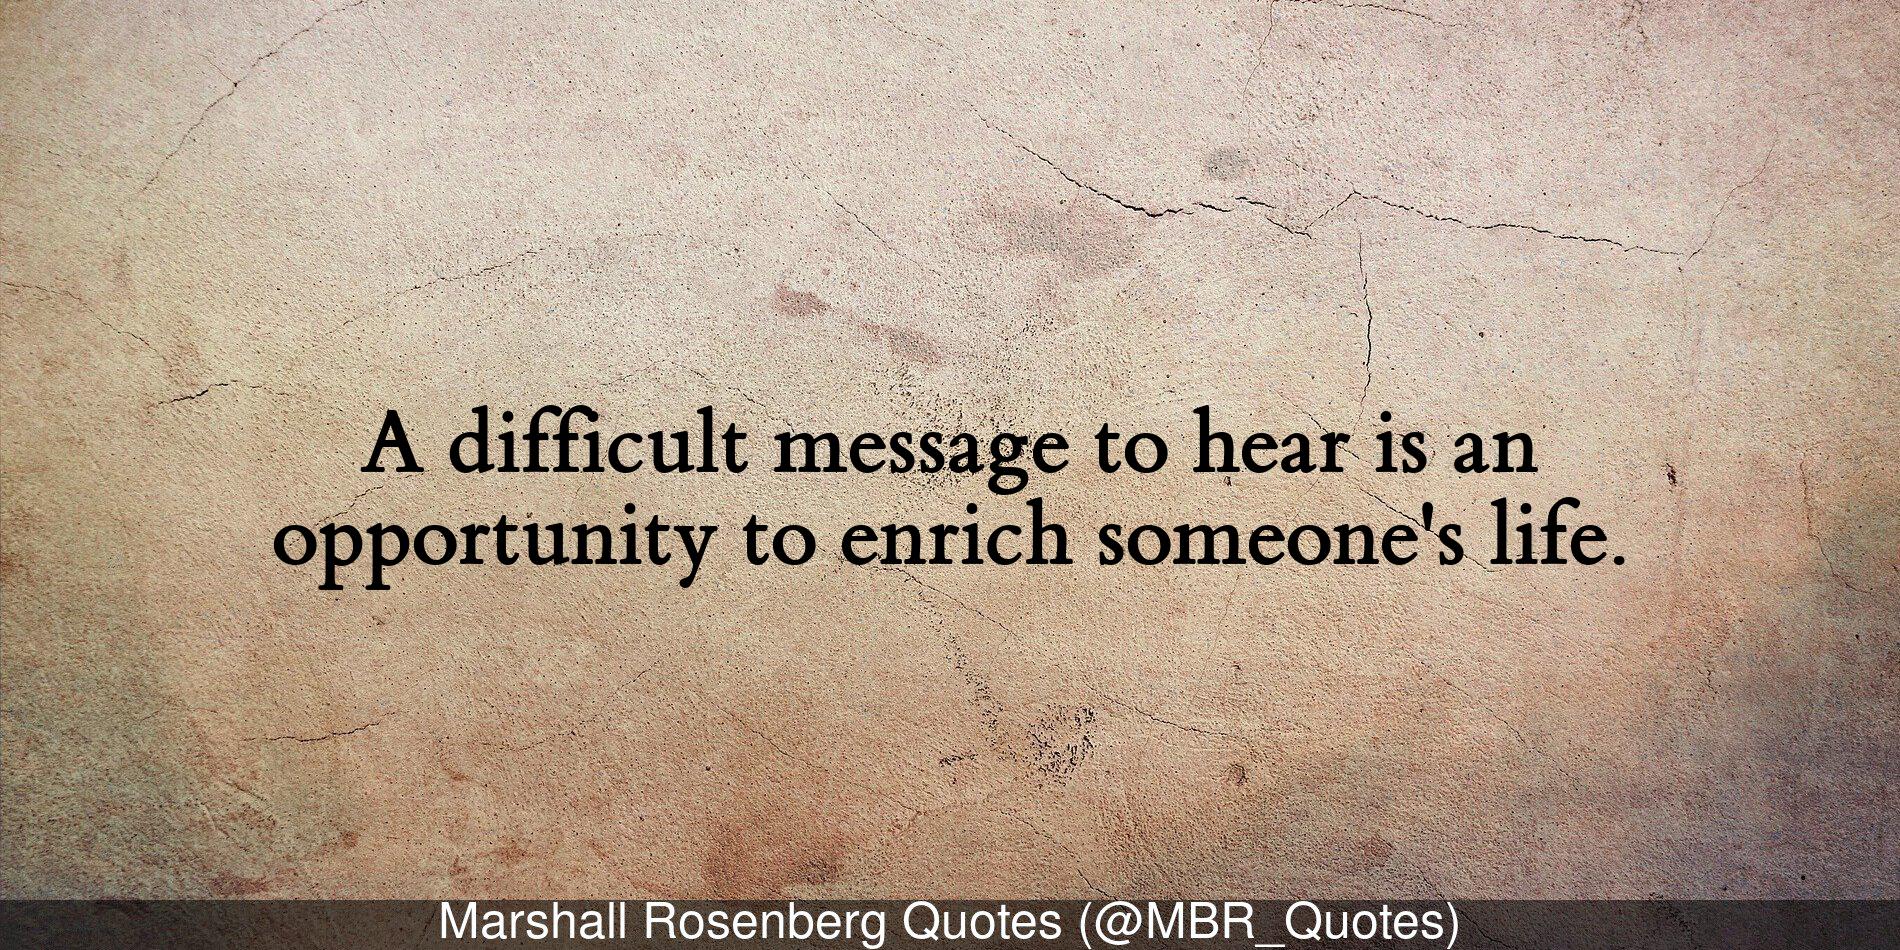 A difficult message to hear is an
opportunity to enrich someone's life.
Marshall Rosenberg Quotes (@MBR_Quotes)